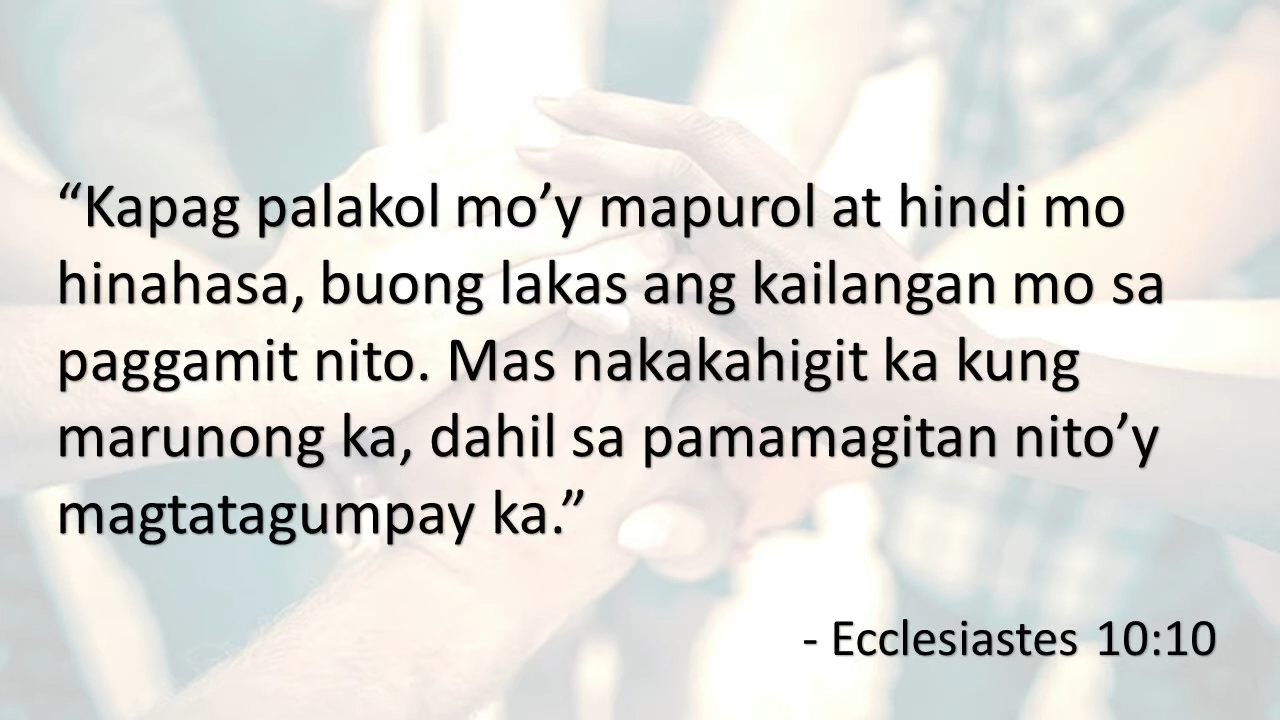 “Kapag palakol mo’y mapurol at hindi mo
hinahasa, buong lakas ang kailangan mo sa
paggamit nito. Mas nakakahigit ka kung
marunong ka, dahil sa pamamagitan nito’y
magtatagumpay ka.”
- Ecclesiastes 10:10